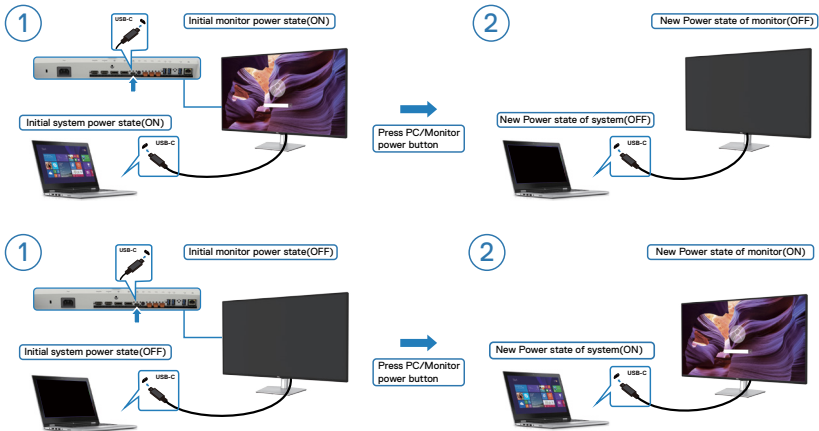 1
USB-C
Initial monitor power state(ON)
2
New Power state of monitor(OFF)
Initial system power state(ON)
USB-C
Press PC/Monitor
power button
New Power state of system(OFF)
USB-C
1
USB-C
Initial monitor power state(OFF)
2
New Power state of monitor(ON)
Initial system power state(OFF)
USB-C
Press PC/Monitor
power button
New Power state of system(ON)
USB-C